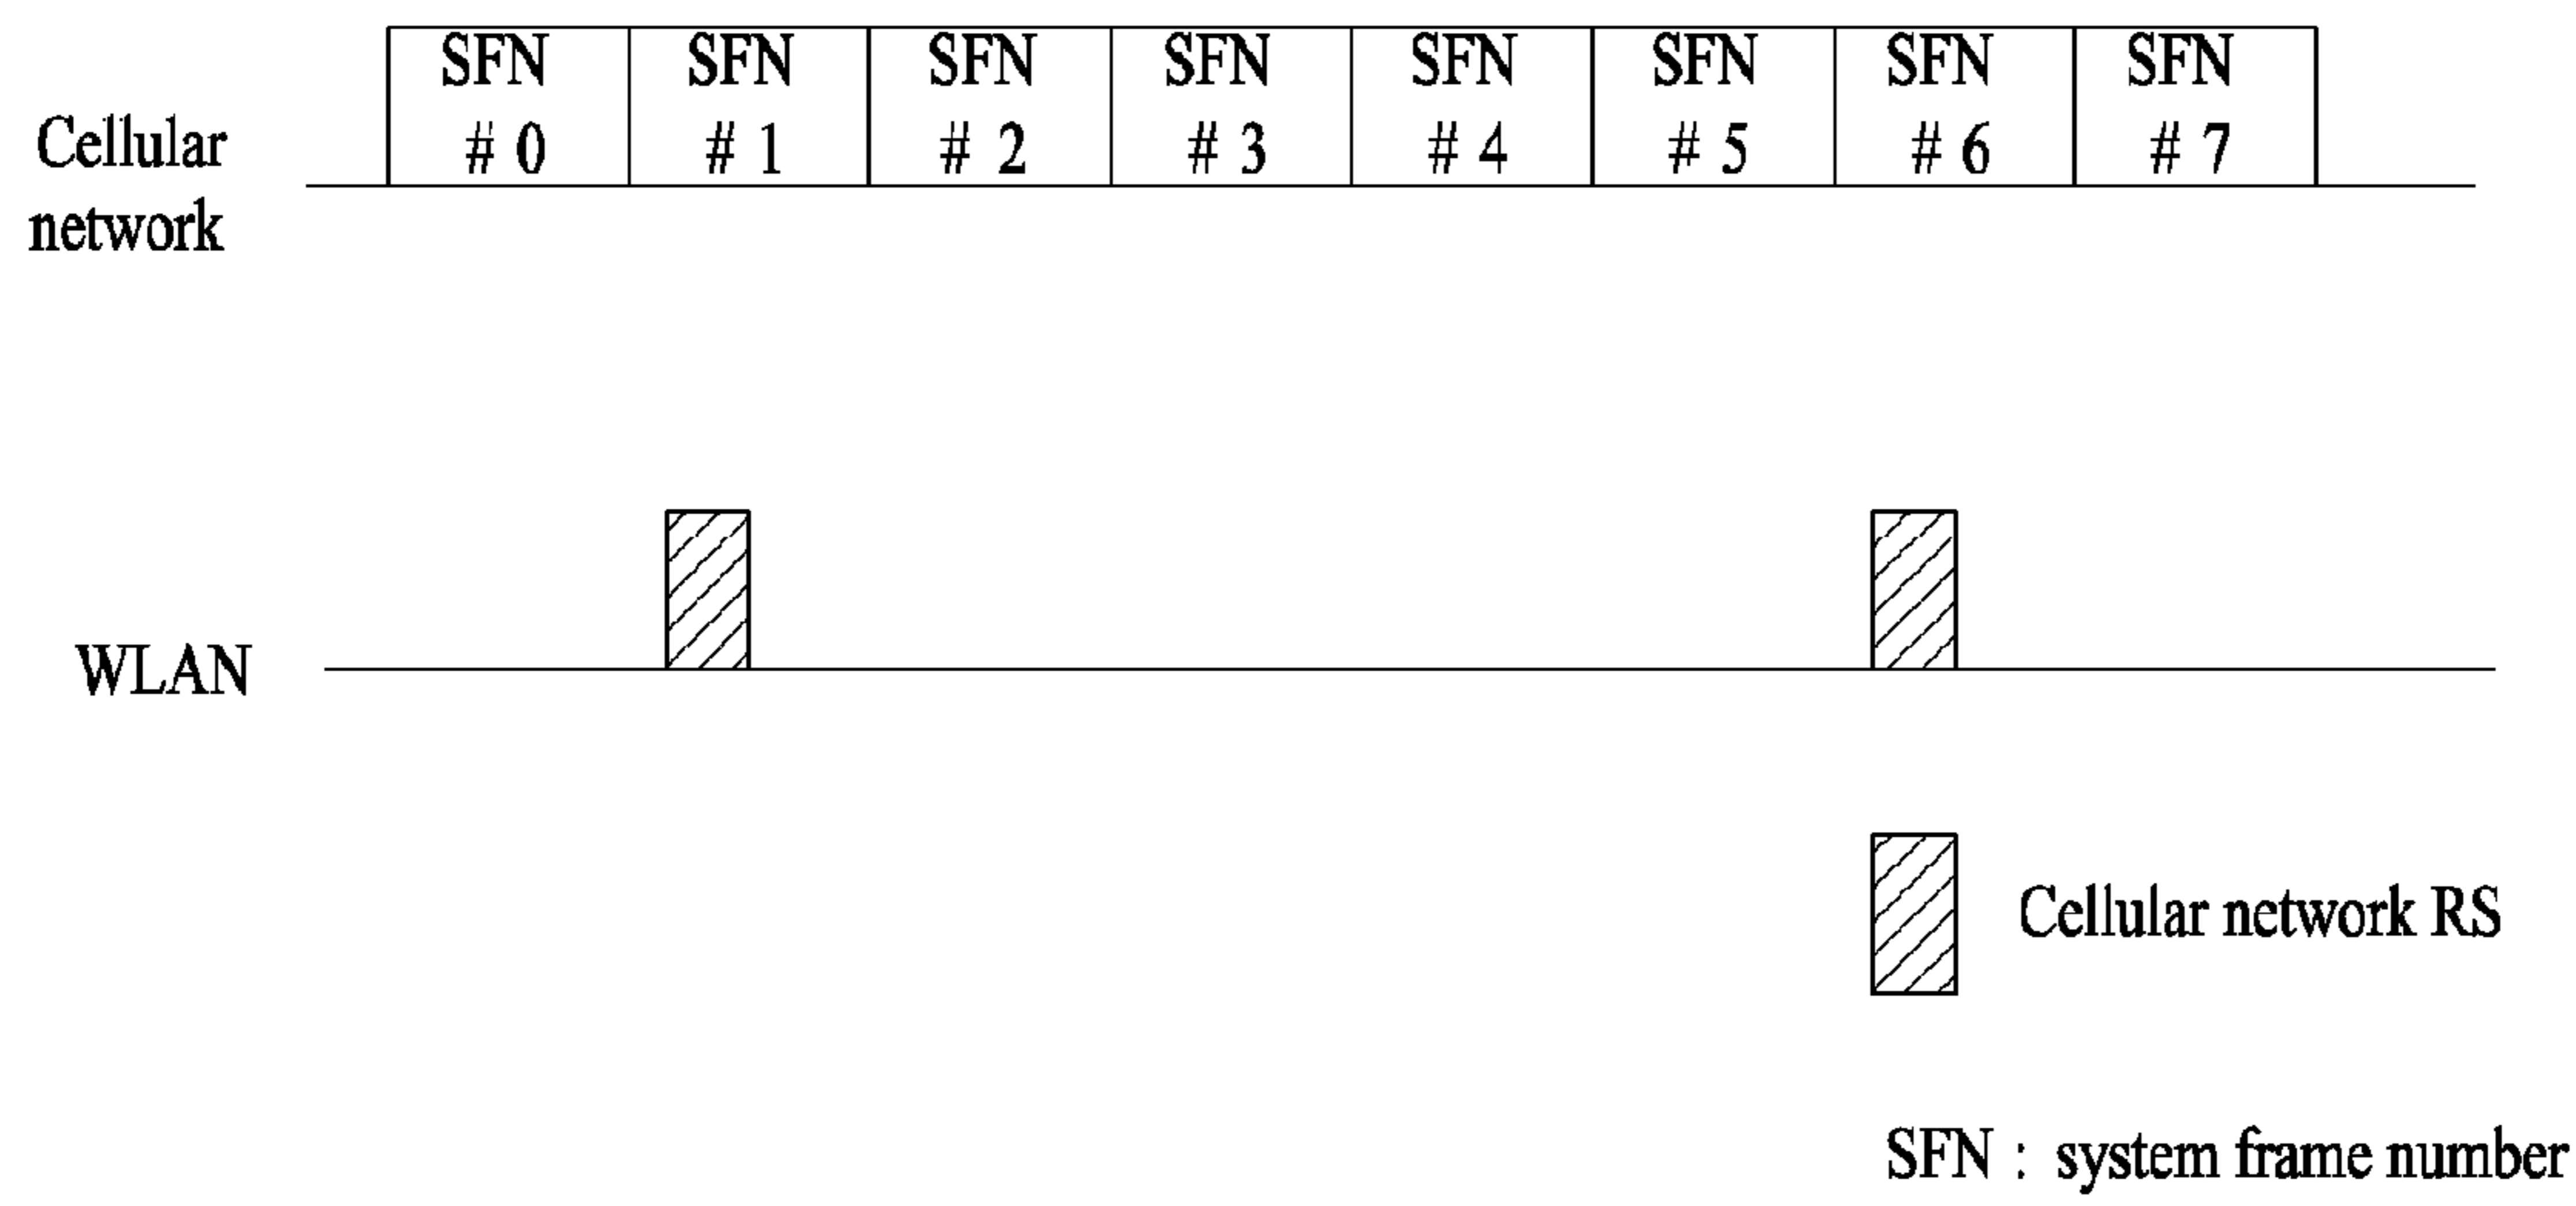 SFN SFN SFN SFN SFN SFN SFN SFN
# 0 # 1 # 2 # 3 # 4 # 5 # 6 # 7
Cellular
network
WLAN
Cellular network RS
SFN : system frame number